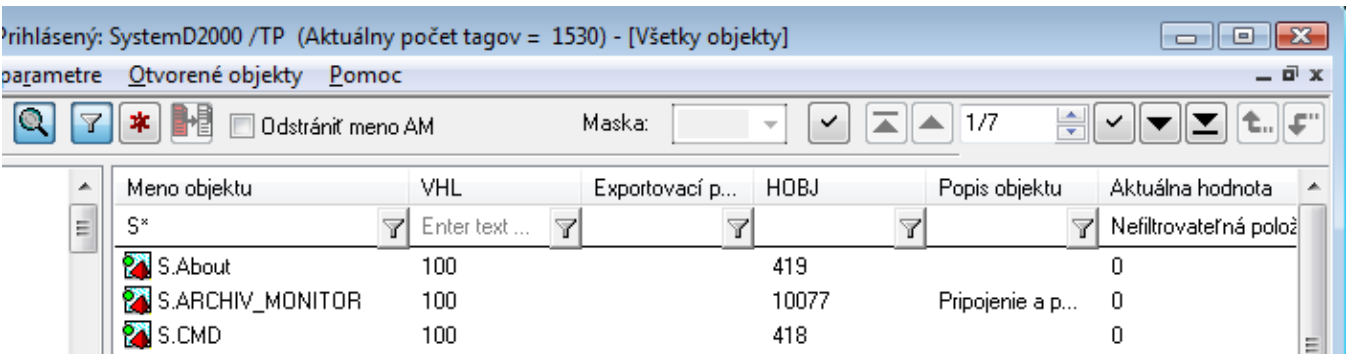 Prihlásený: SystemD2000 /TP (Aktuálny počet tagov = 1530) - [Všetky objekty]
parametre Otvorené objekty Pomoc
Odstrániť meno AM Maska: 1/7
Meno objektu VHL Exportovací p... HOBJ Popis objektu Aktuálna hodnota
S* Enter text ... Nefiltrovateľná polož
S.About 100 419 0
S.ARCHIV_MONITOR 100 10077 Pripojenie a p... 0
S.CMD 100 418 0